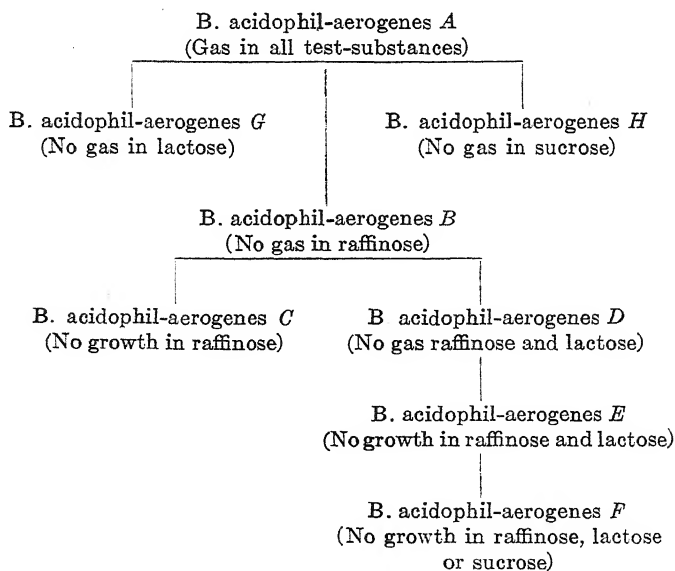 B. acidophil-aerogenes A
(Gas in all test-substances)
B. acidophil-aerogenes G
(No gas in lactose)
B. acidophil-aerogenes H
(No gas in sucrose)
B. acidophil-aerogenes B
(No gas in raffinose)
B. acidophil-aerogenes C
(No growth in raffinose)
B acidophil-aerogenes D
(No gas raffinose and lactose)
B. acidophil-aerogenes E
(No growth in raffinose and lactose)
B. acidophil-aerogenes F
(No growth in raffinose, lactose
or sucrose)